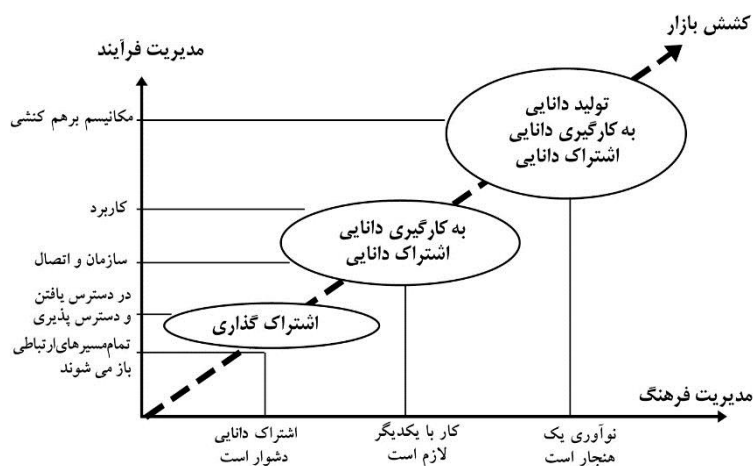 کشش بازار
مدیریت فرآیند
تولید دانایی
به کارگیری دانایی
اشتراک دانایی
مکانیسم برهم کنشی
کاربرد
به کارگیری دانایی
اشتراک دانایی
سازمان و اتصال
در دسترس یافتن
و دسترس پذیری
اشتراک گذاری
تمام‌مسیرهای‌ارتباطی
باز می شوند
مدیریت فرهنگ
نوآوری یک
هنجار است
کار با یکدیگر
لازم است
اشتراک دانایی
دشوار است